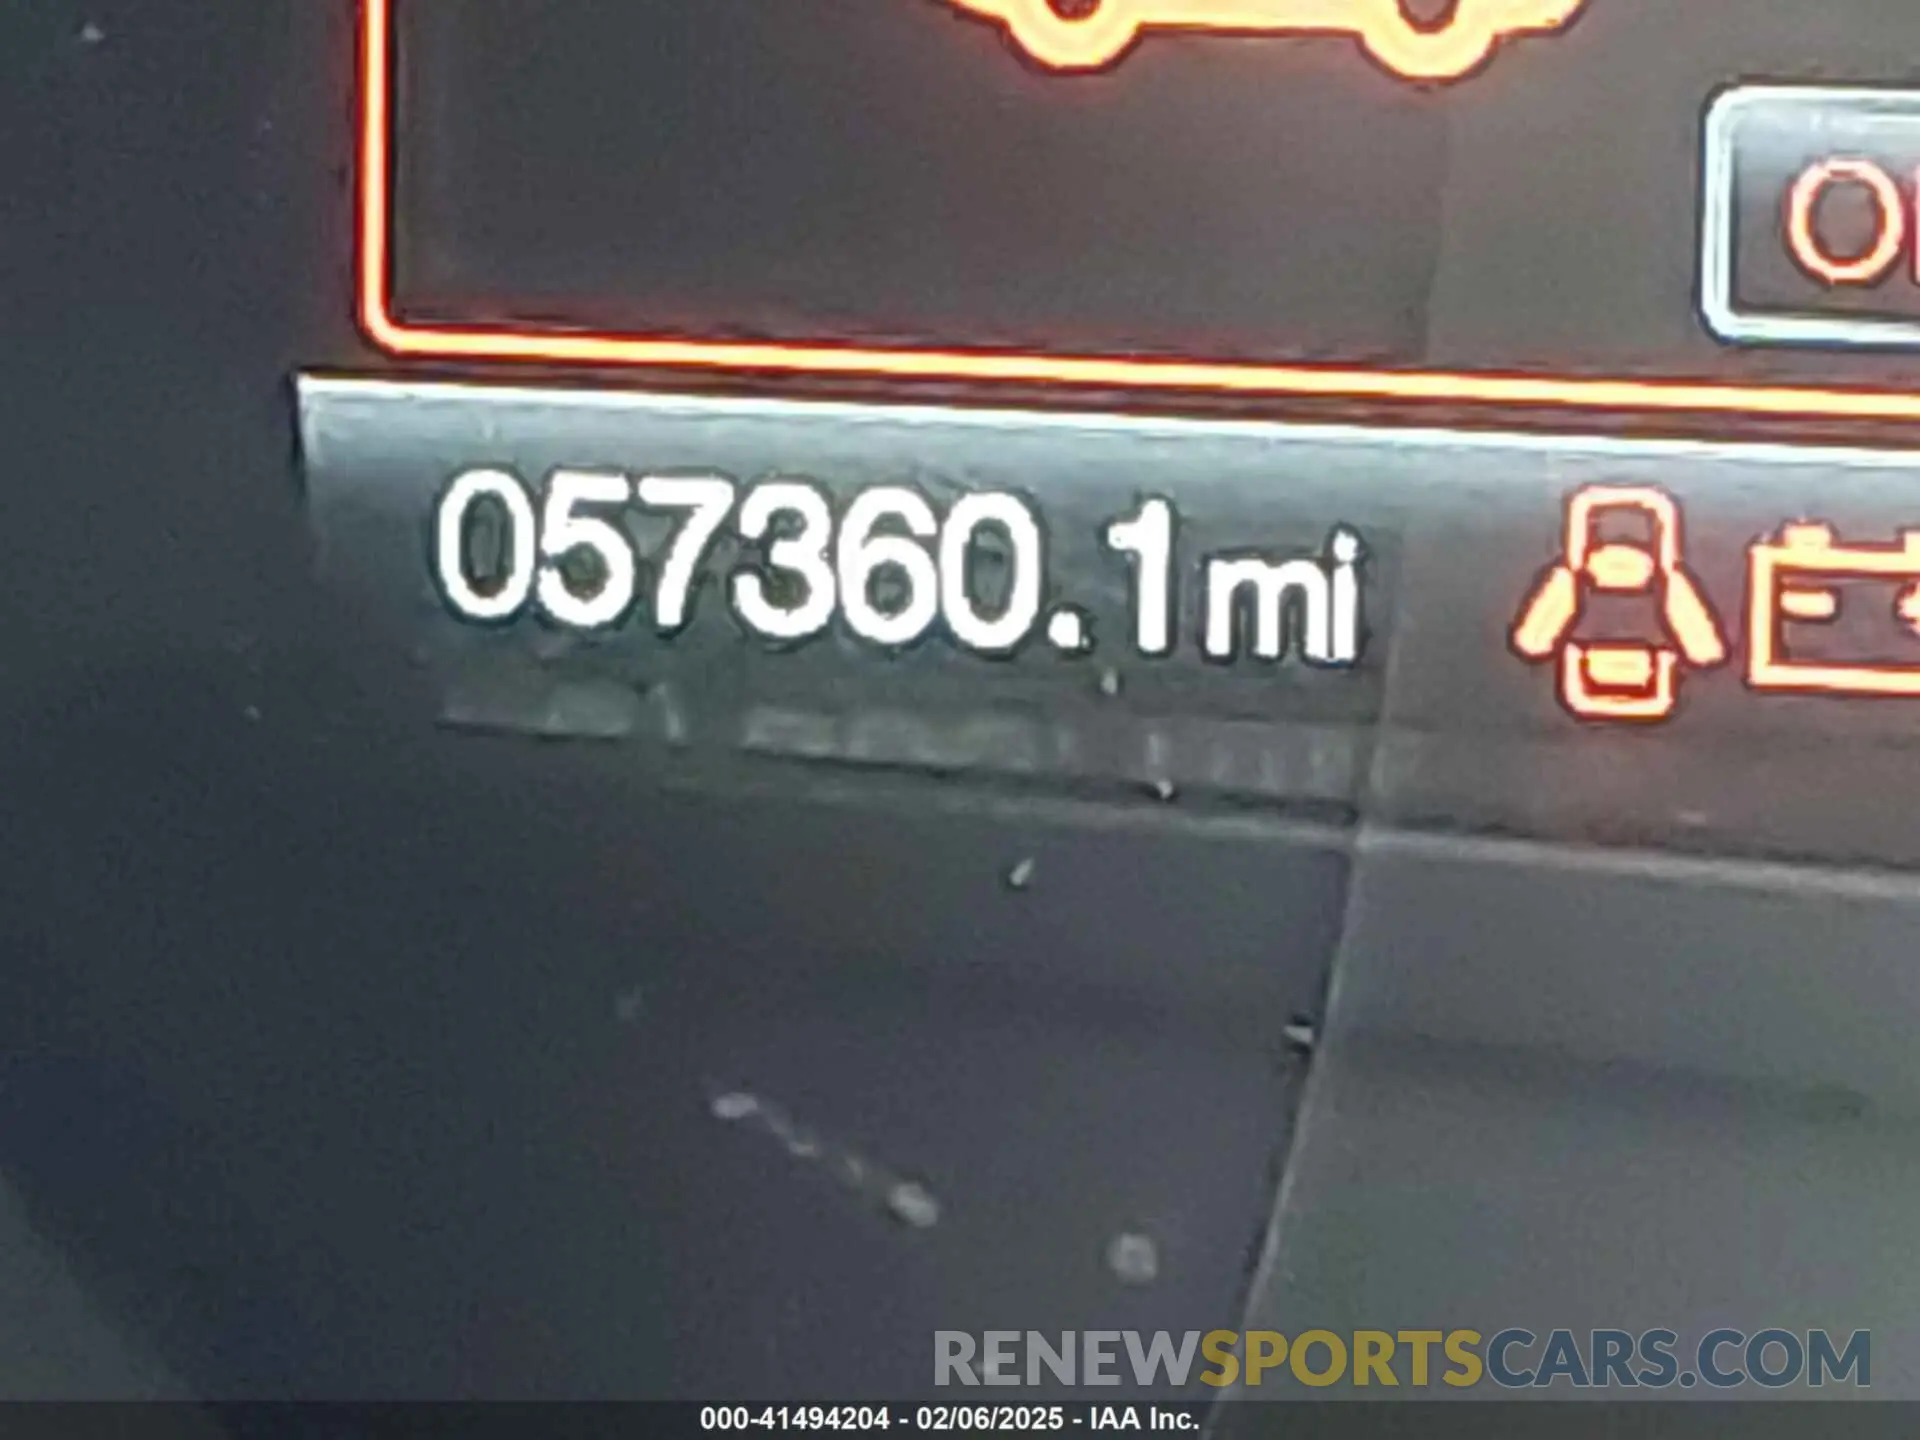 057360.1mi
RENEWSPORTSCARS.COM
000-41494204 - 02/06/2025 - IAA Inc.